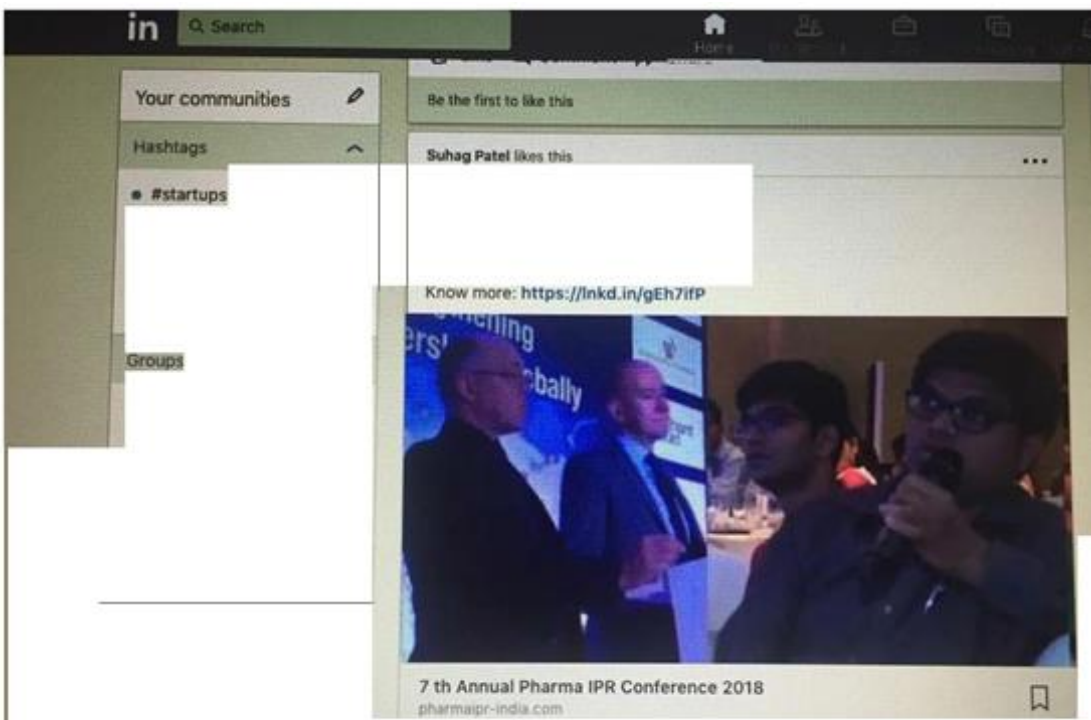 in
Search
Home
Your communities
Be the first to like this
Hashtags
Suhag Patel likes this
#startups
Know more: https://lnkd.in/gEh7ifP
Groups
bally
7 th Annual Pharma IPR Conference 2018
pharmaipr-india.com